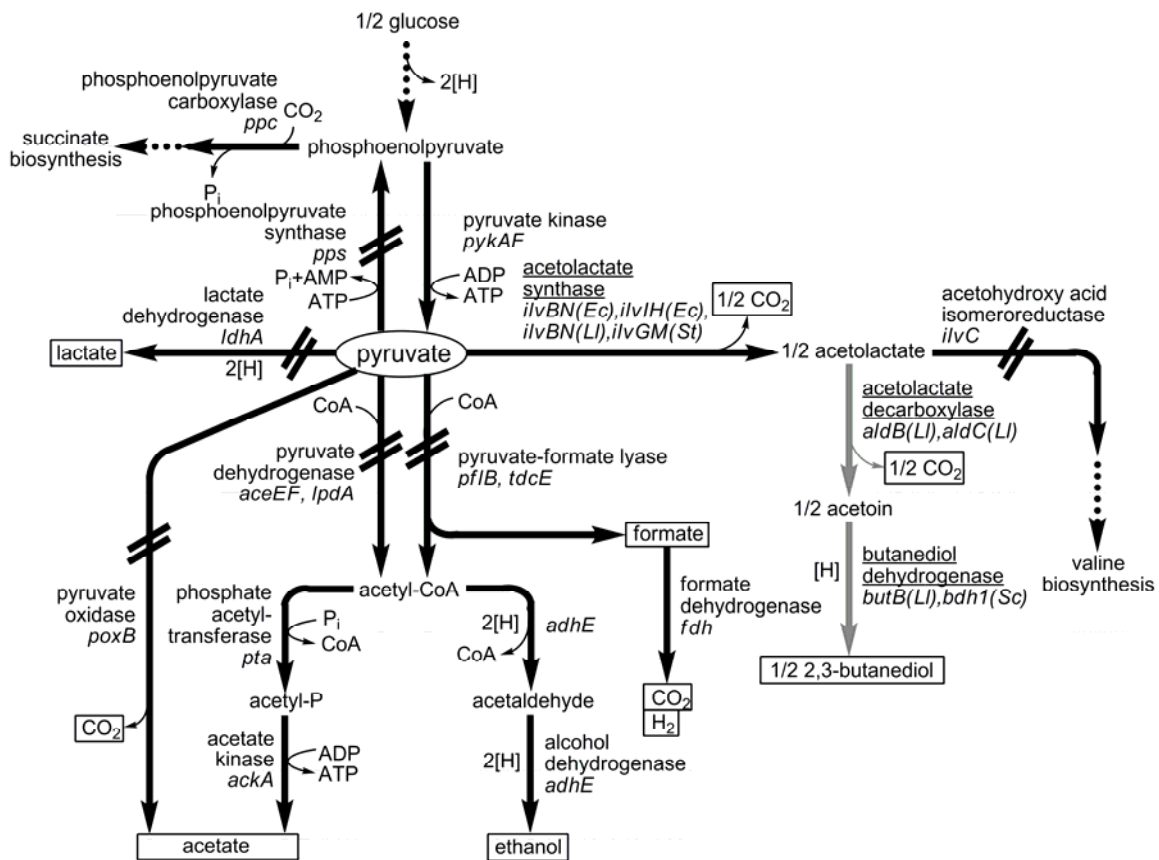 1/2 glucose
2[H]
phosphoenolpyruvate
carboxylase
ppc
CO2
succinate
biosynthesis
Pi
phosphoenolpyruvate
phosphoenolpyruvate
synthase
pps
Pi+AMP
ATP
pyruvate kinase
pykAF
ADP
ATP
acetolactate
synthase
ilvBN(Ec),ilvIH(Ec),
ilvBN(Ll),ilvGM(St)
1/2 CO2
acetohydroxy acid
isomeroreductase
ilvC
lactate
dehydrogenase
ldhA
2[H]
lactate
pyruvate
1/2 acetolactate
CoA
CoA
acetolactate
decarboxylase
aldB(Ll),aldC(Ll)
1/2 CO2
pyruvate
dehydrogenase
aceEF, lpdA
pyruvate-formate lyase
pflB, tdcE
1/2 acetoin
formate
[H]
butanediol
dehydrogenase
butB(Ll),bdh1(Sc)
valine
biosynthesis
pyruvate
oxidase
poxB
phosphate
acetyl-
transferase
pta
acetyl-CoA
Pi
CoA
2[H]
CoA
adhE
formate
dehydrogenase
fdh
1/2 2,3-butanediol
CO2
acetyl-P
acetaldehyde
CO2
H2
acetate
kinase
ackA
ADP
ATP
2[H]
alcohol
dehydrogenase
adhE
acetate
ethanol